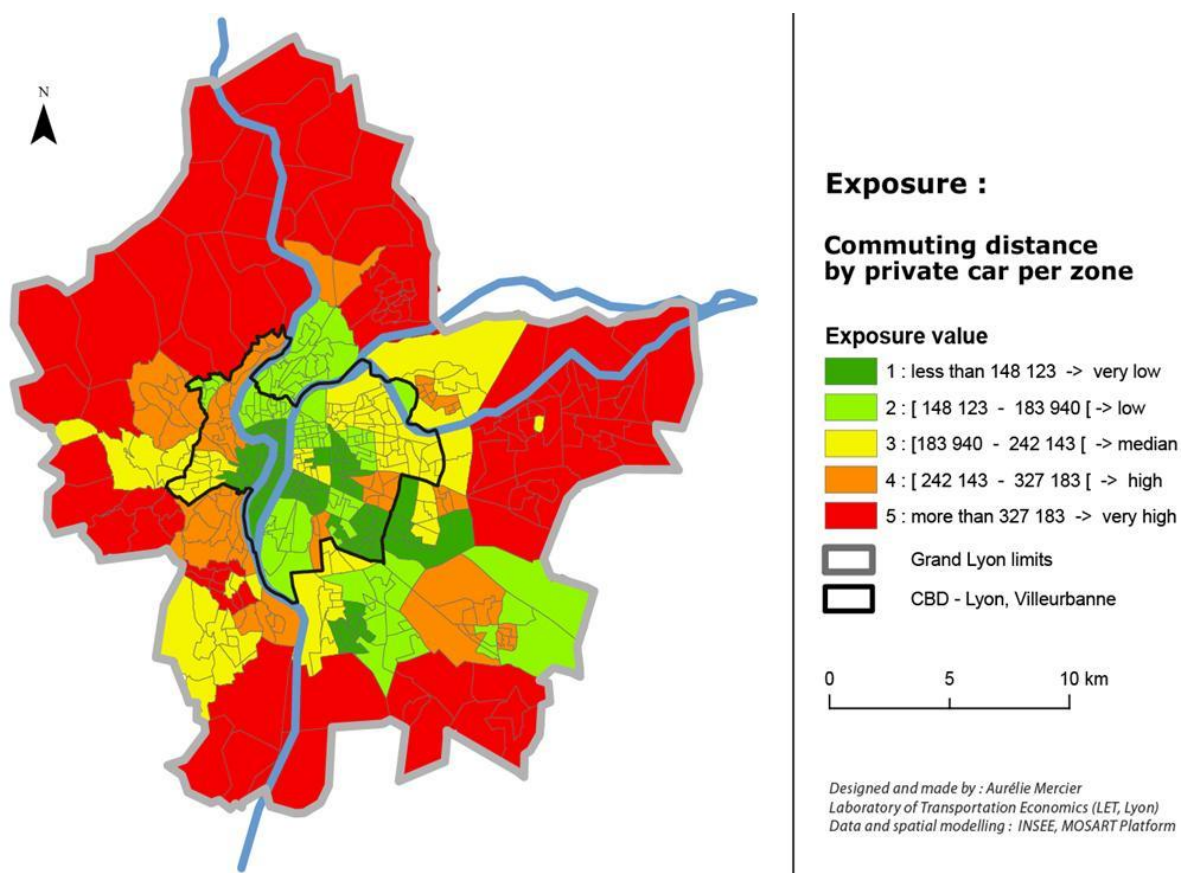 N
Exposure :
Commuting distance
by private car per zone
Exposure value
1 : less than 148 123 -> very low
2 : [ 148 123 - 183 940 [ -> low
3 : [183 940 - 242 143 [ -> median
4 : [ 242 143 - 327 183 [ -> high
5 : more than 327 183 -> very high
Grand Lyon limits
CBD - Lyon, Villeurbanne
0 5 10 km
Designed and made by : Aurélie Mercier
Laboratory of Transportation Economics (LET, Lyon)
Data and spatial modelling : INSEE, MOSART Platform